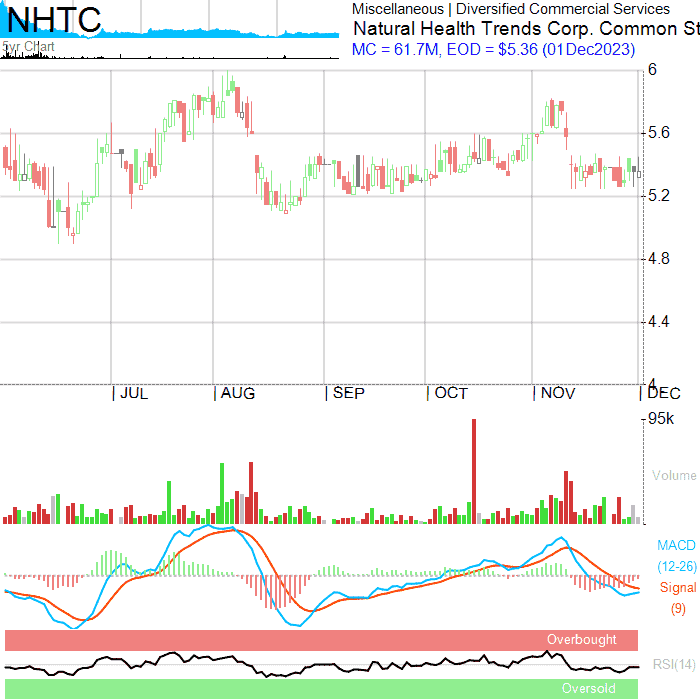 NHTC
5yr Chart
Miscellaneous | Diversified Commercial Services
Natural Health Trends Corp. Common St
MC = 61.7M, EOD = $5.36 (01Dec2023)
6
5.6
5.2
4.8
4.4
4
JUL
AUG
SEP
OCT
NOV
DEC
95k
Volume
MACD
(12-26)
Signal
(9)
Overbought
RSI(14)
Oversold